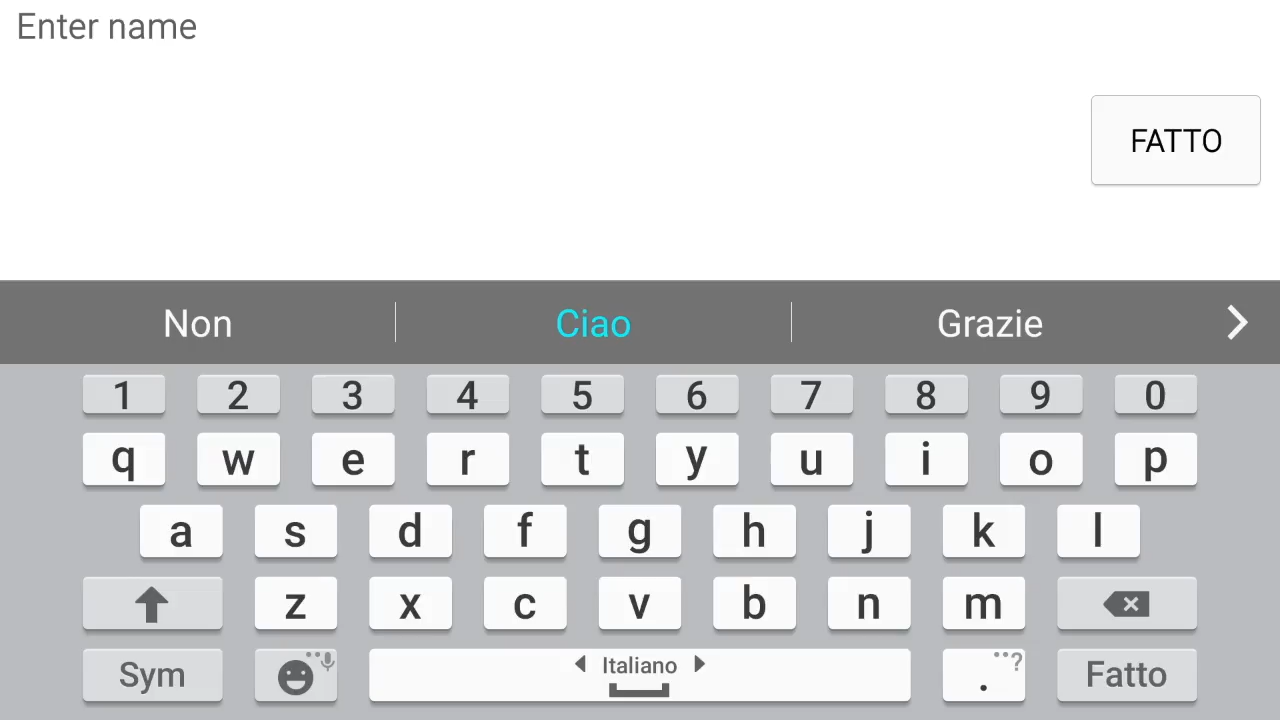 Enter name
FATTO
Non Ciao Grazie
1 2 3 4 5 6 7 8 9 0
q w e r t y u i o p
a s d f g h j k l
z x c v b n m
Sym Italiano . ? Fatto